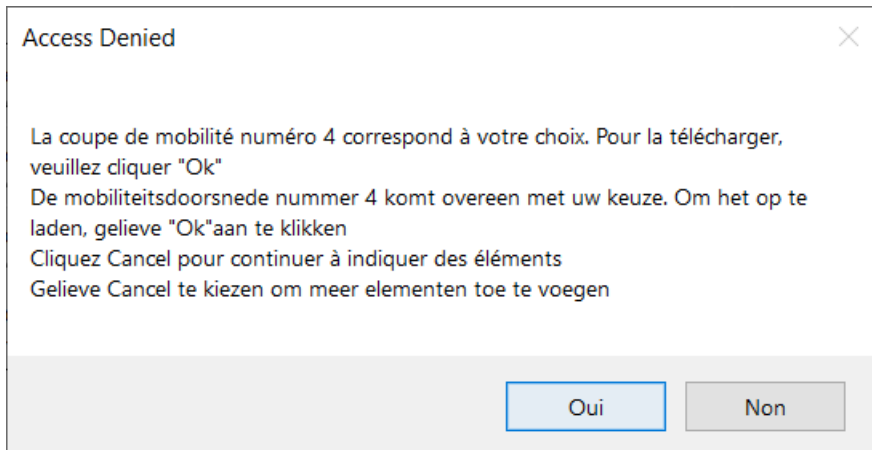 Access Denied
La coupe de mobilité numéro 4 correspond à votre choix. Pour la télécharger,
veuillez cliquer "Ok"
De mobiliteitsdoorsnede nummer 4 komt overeen met uw keuze. Om het op te
laden, gelieve "Ok"aan te klikken
Cliquez Cancel pour continuer à indiquer des éléments
Gelieve Cancel te kiezen om meer elementen toe te voegen
Oui
Non